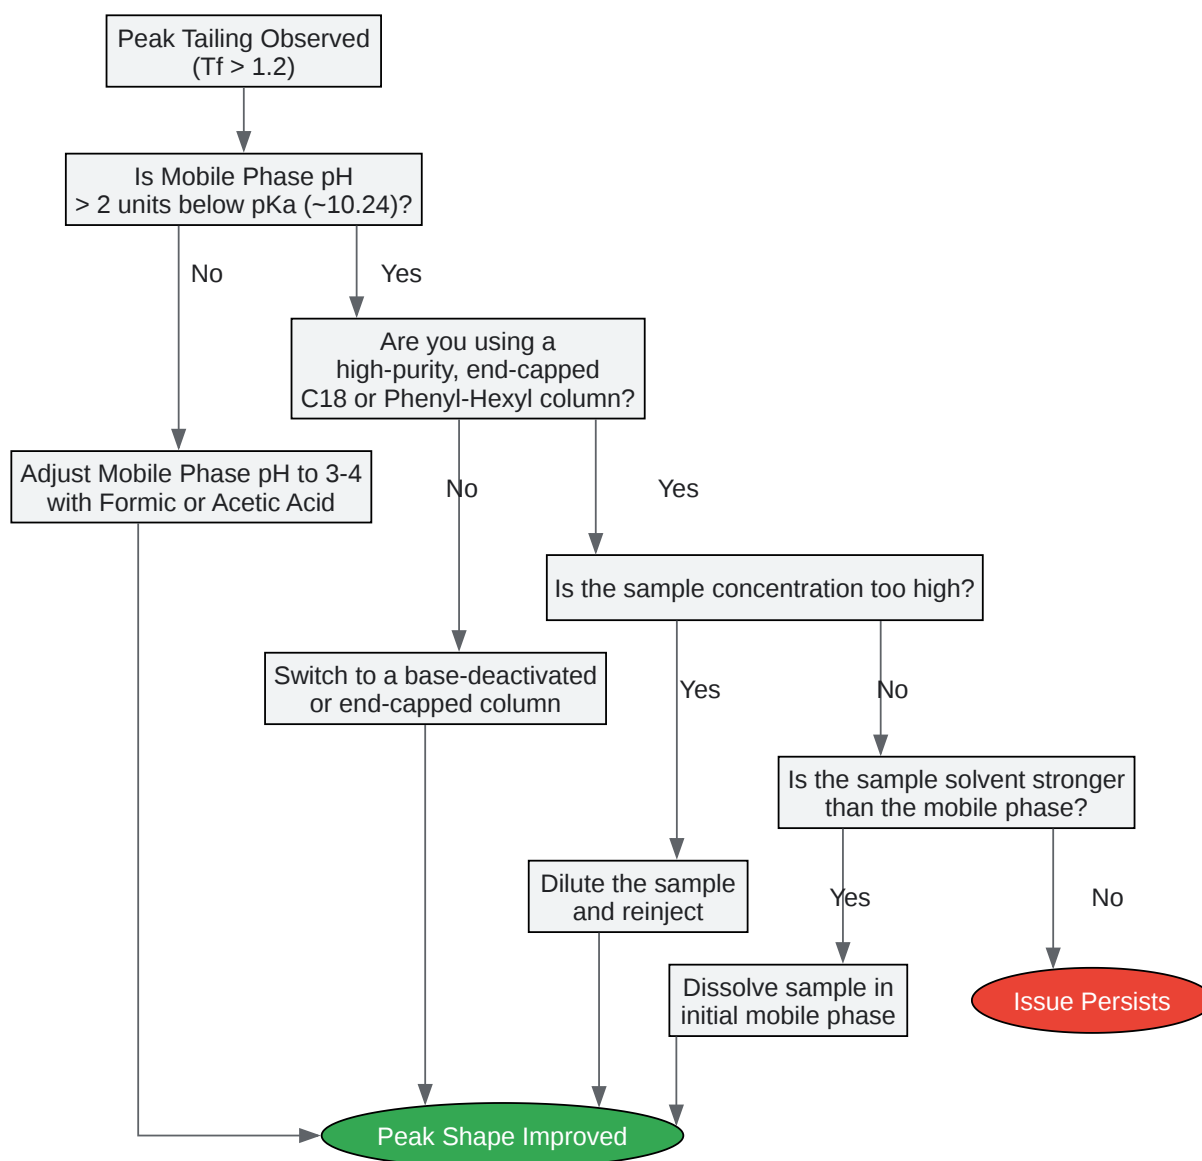 Peak Tailing Observed
(Tf > 1.2)
Is Mobile Phase pH
> 2 units below pKa (~10.24)?
No
Yes
Are you using a
high-purity, end-capped
C18 or Phenyl-Hexyl column?
Adjust Mobile Phase pH to 3-4
with Formic or Acetic Acid
No
Yes
Is the sample concentration too high?
Switch to a base-deactivated
or end-capped column
Yes
No
Is the sample solvent stronger
than the mobile phase?
Dilute the sample
and reinject
Yes
No
Dissolve sample in
initial mobile phase
Issue Persists
Peak Shape Improved